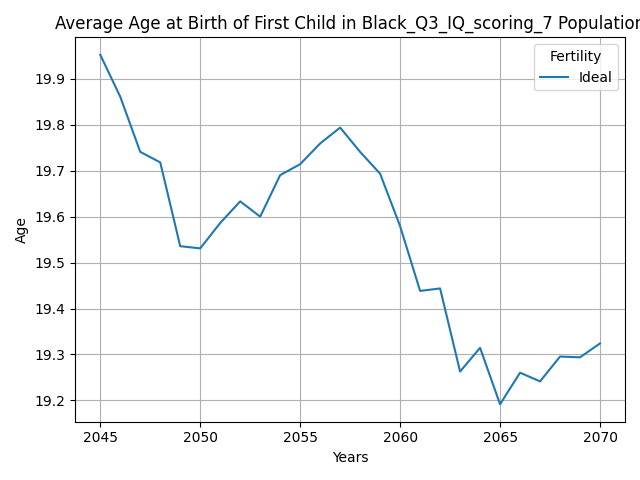 Average Age at Birth of First Child in Black_Q3_IQ_scoring_7 Population
Fertility
Ideal
Age
19.9
19.8
19.7
19.6
19.5
19.4
19.3
19.2
2045 2050 2055 2060 2065 2070
Years